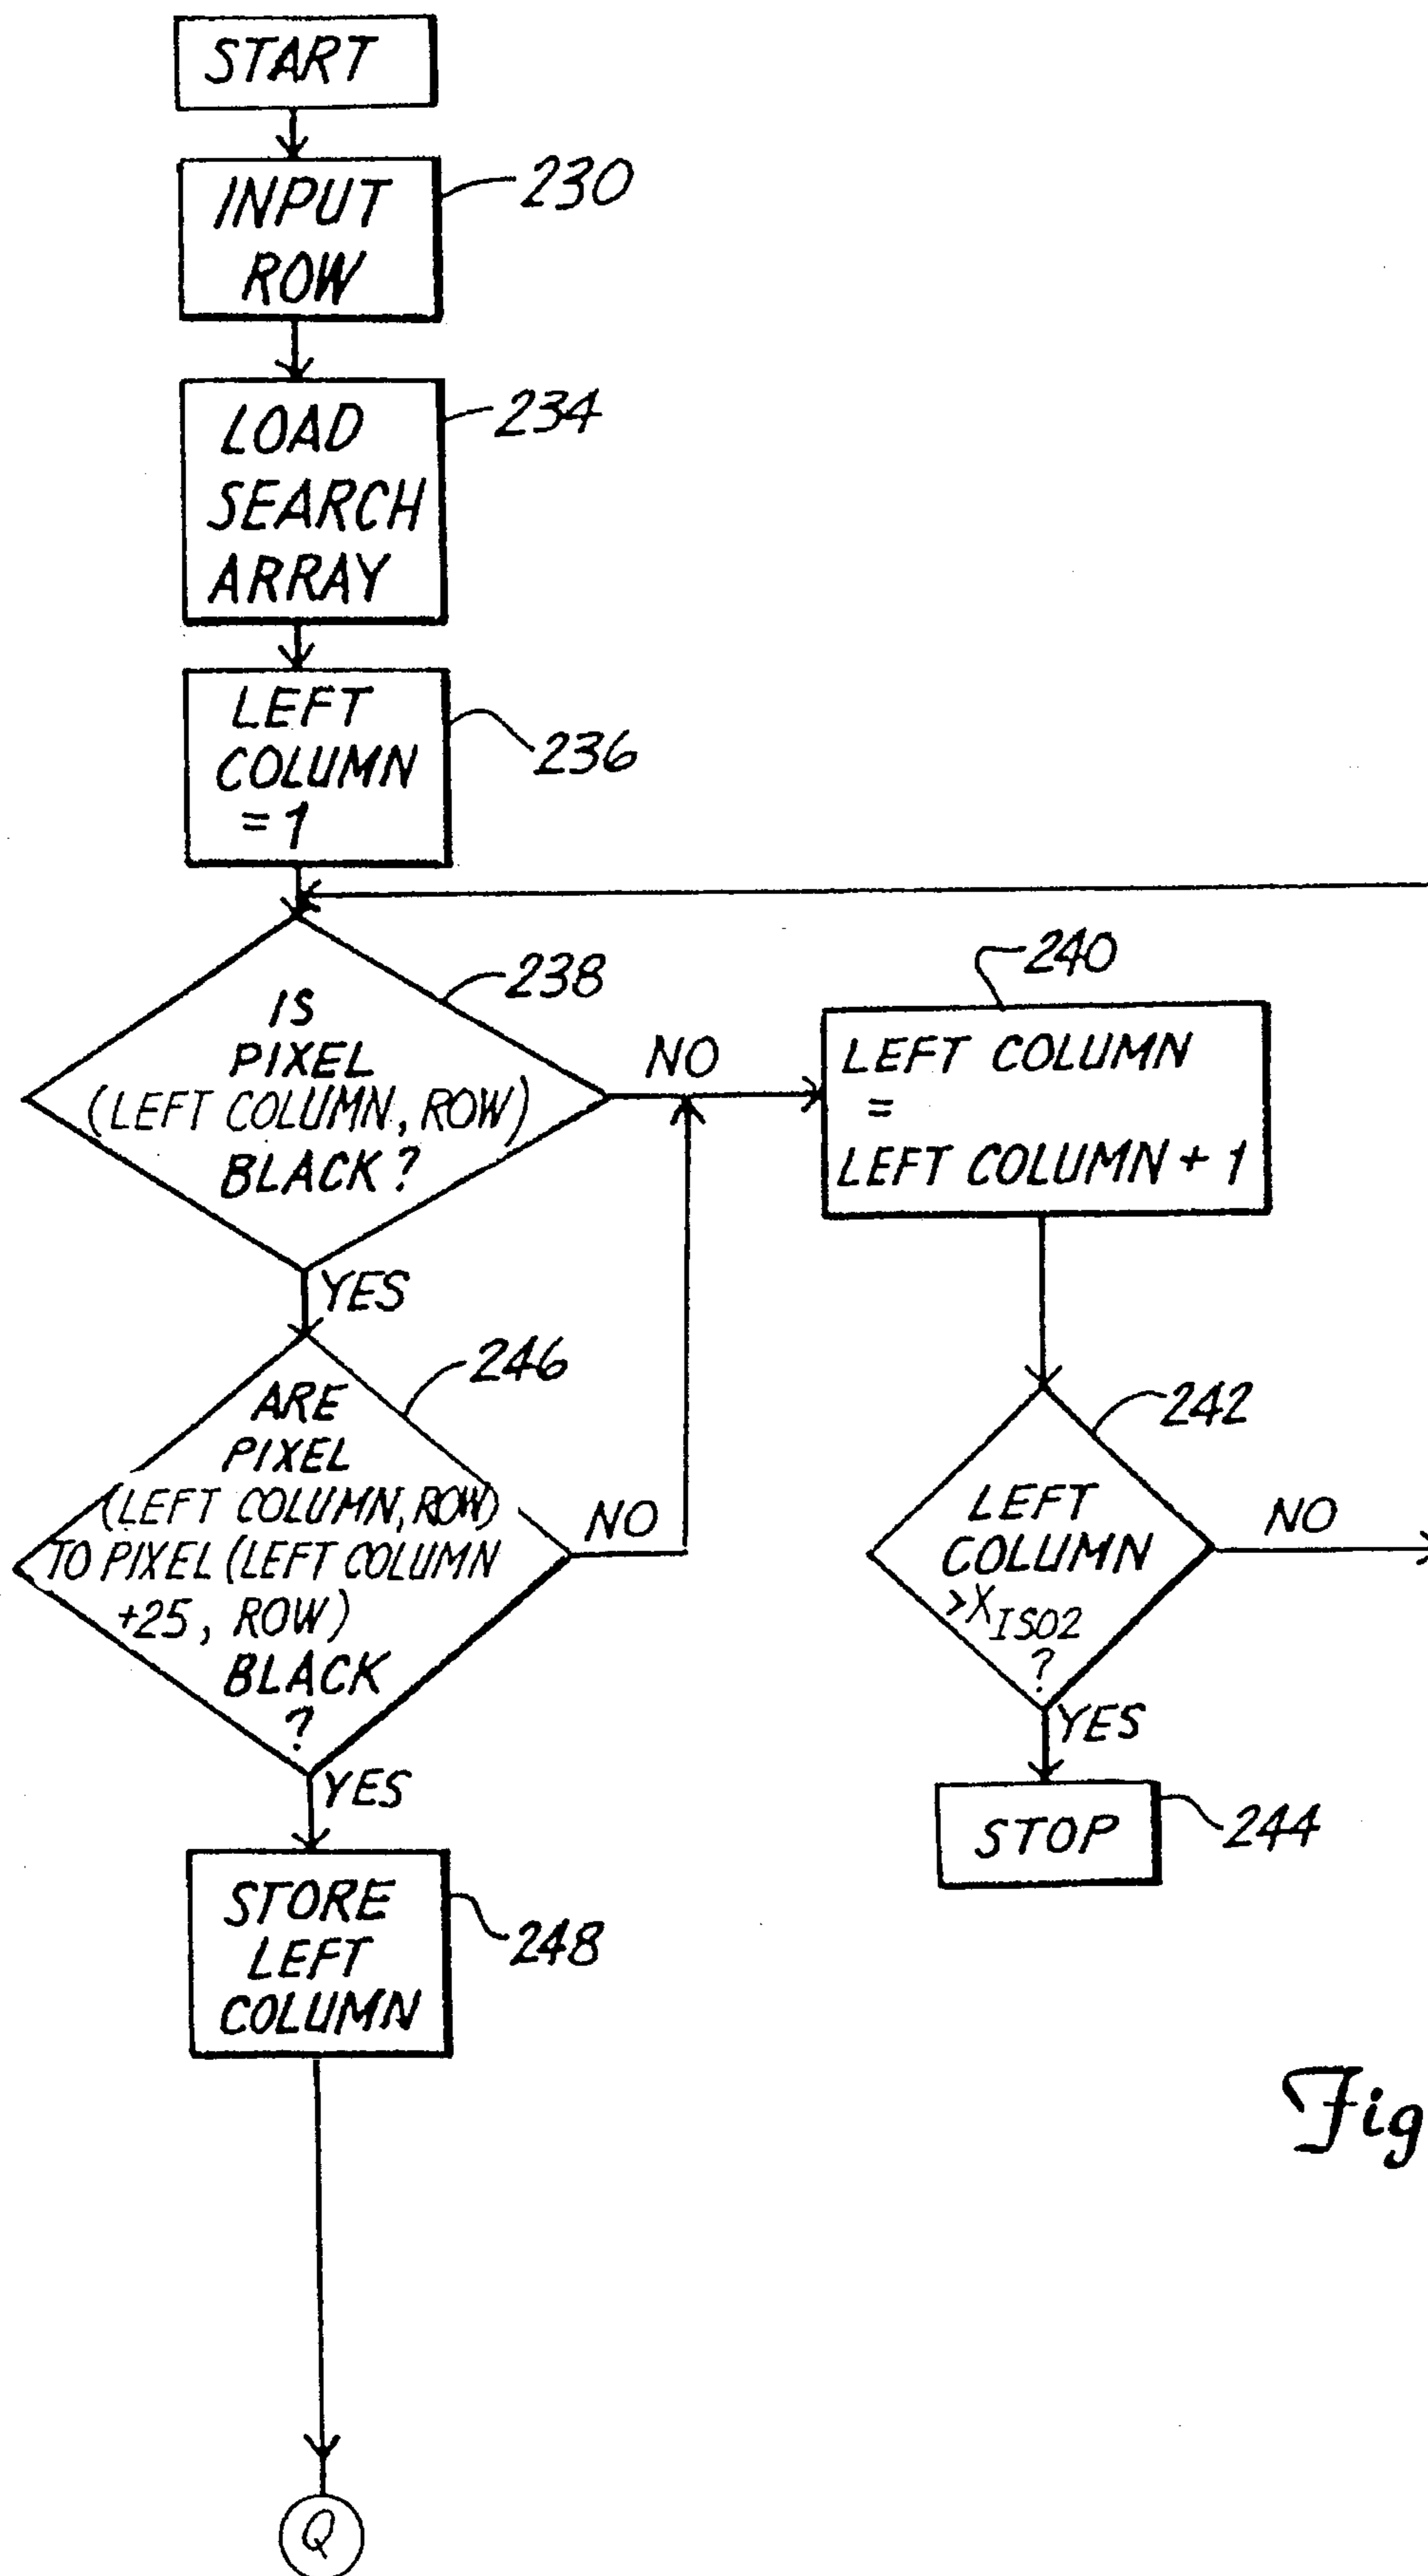 START
INPUT
ROW
230
LOAD
SEARCH
ARRAY
234
LEFT
COLUMN
= 1
236
IS
PIXEL
(LEFT COLUMN, ROW)
BLACK?
238
NO
YES
240
LEFT COLUMN
=
LEFT COLUMN + 1
ARE
PIXEL
(LEFT COLUMN, ROW)
TO PIXEL (LEFT COLUMN
+25, ROW)
BLACK
?
246
NO
YES
242
LEFT
COLUMN
>XISO2
?
NO
YES
STOP
244
STORE
LEFT
COLUMN
248
Fig
Q